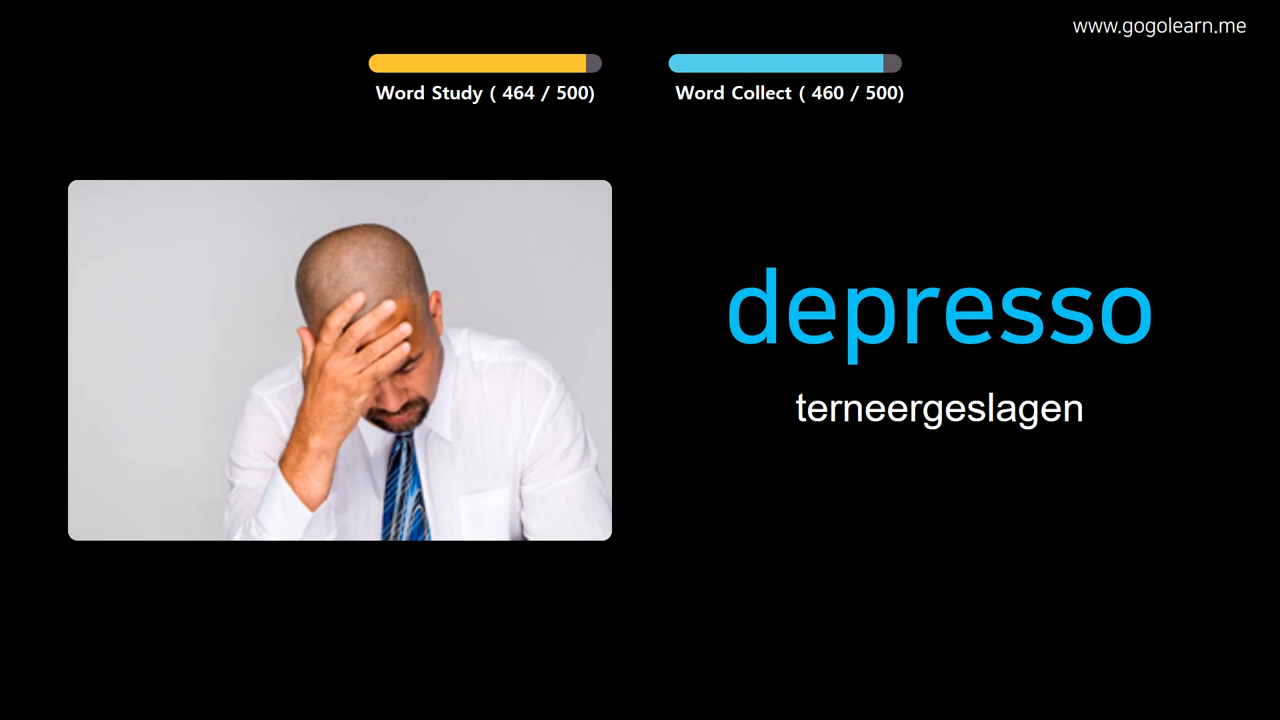 www.gogolearn.me
Word Study ( 464 / 500)
Word Collect ( 460 / 500)
depresso
terneergeslagen